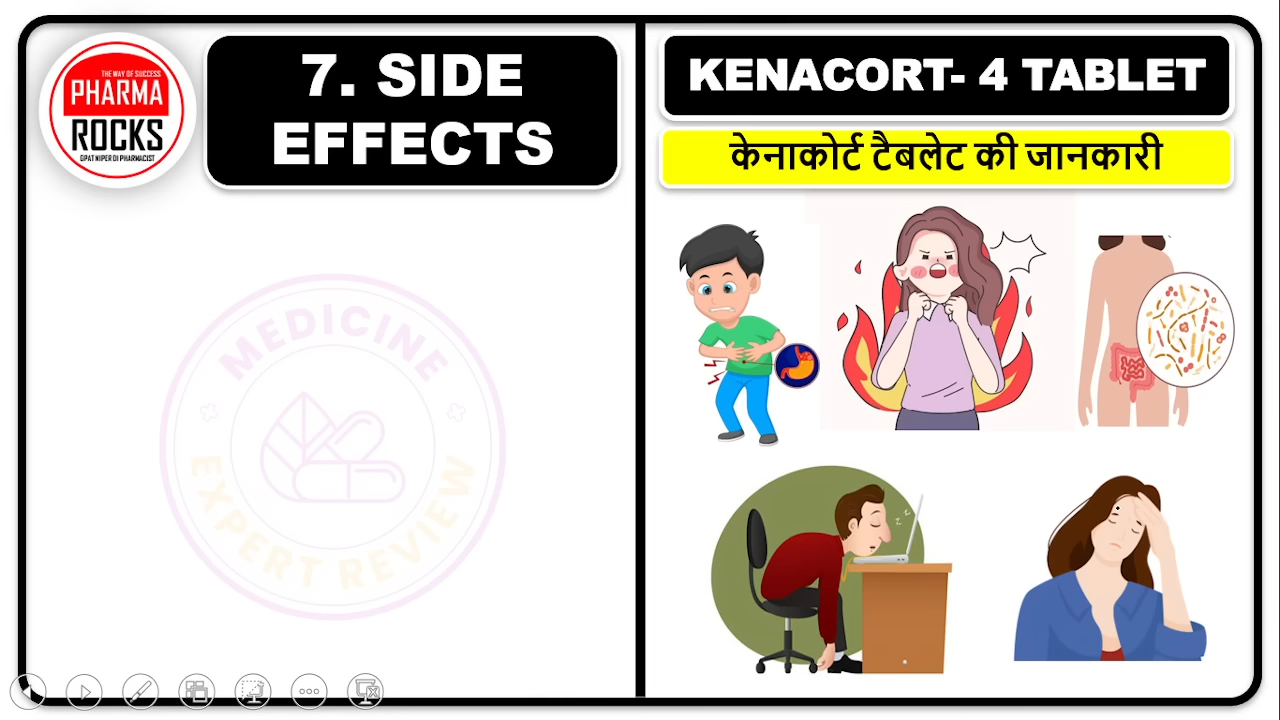 THE WAY OF SUCCESS
PHARMA
ROCKS
GPAT NIPER DI PHARMACIST
7. SIDE
EFFECTS
KENACORT- 4 TABLET
केनाकोर्ट टैबलेट की जानकारी
MEDICINE
EXPERT REVIEW
z z